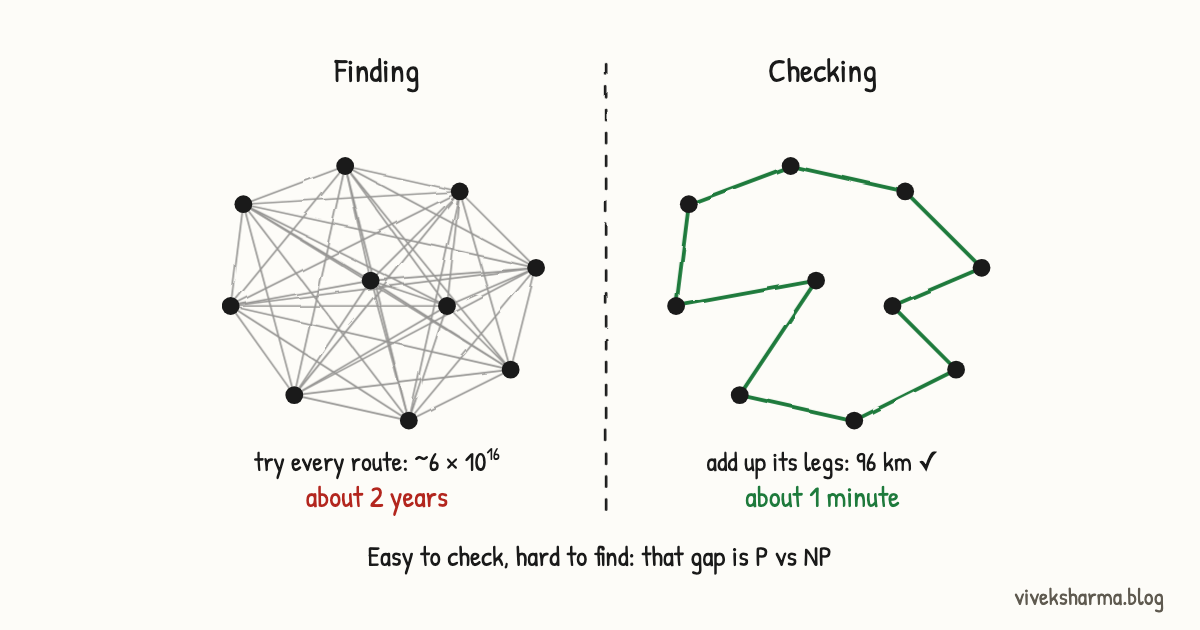 Finding
Checking
try every route: ~6 × 10¹⁶
about 2 years
add up its legs: 96 km ✓
about 1 minute
Easy to check, hard to find: that gap is P vs NP
viveksharma.blog